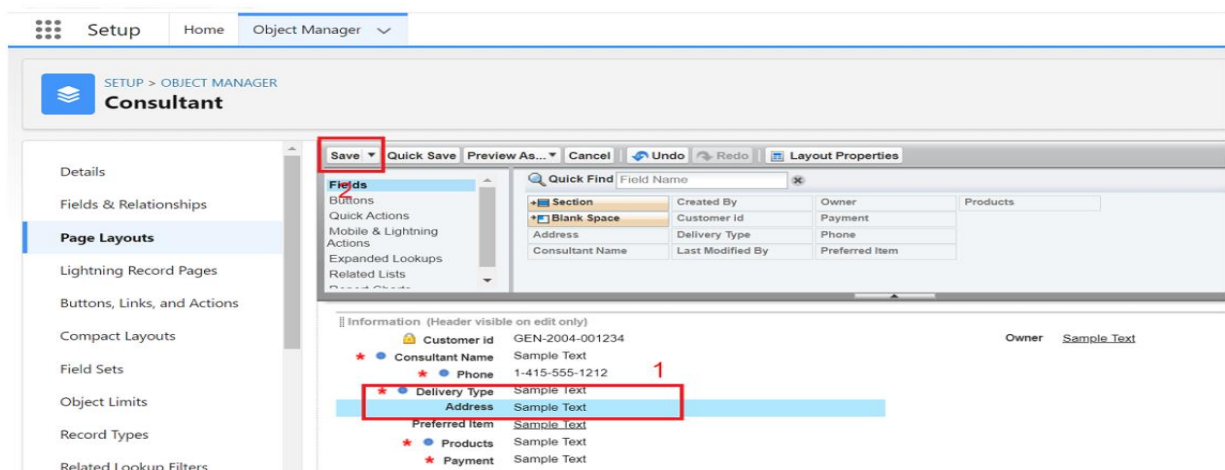 Setup Home Object Manager
SETUP > OBJECT MANAGER
Consultant
Details
Fields & Relationships
Page Layouts
Lightning Record Pages
Buttons, Links, and Actions
Compact Layouts
Field Sets
Object Limits
Record Types
Related Lookup Filters
Save Quick Save Preview As... Cancel Undo Redo Layout Properties
2
Fields
Buttons
Quick Actions
Mobile & Lightning
Actions
Expanded Lookups
Related Lists
Report Charts
Quick Find Field Name
Section Created By Owner Products
Blank Space Customer id Payment
Address Delivery Type Phone
Consultant Name Last Modified By Preferred Item
Information (Header visible on edit only)
Customer id GEN-2004-001234 Owner Sample Text
* Consultant Name Sample Text
* Phone 1-415-555-1212
1
* Delivery Type Sample Text
Address Sample Text
Preferred Item Sample Text
* Products Sample Text
* Payment Sample Text